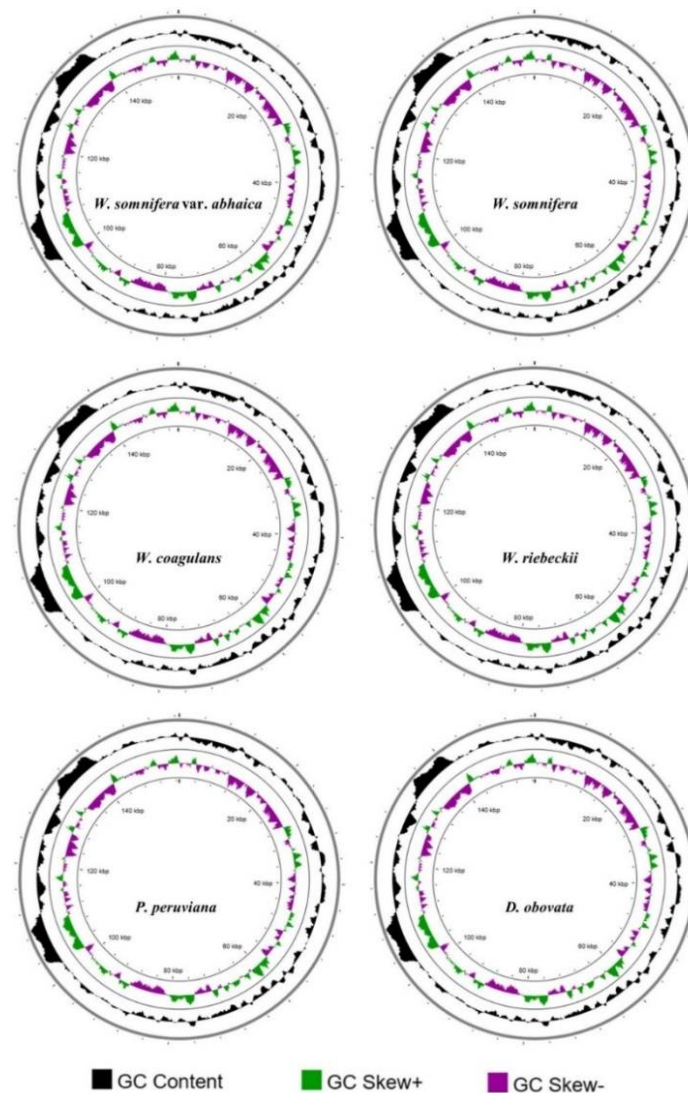 140 kbp
20 kbp
120 kbp
40 kbp
100 kbp
60 kbp
80 kbp
W. somnifera var. abhaica
140 kbp
20 kbp
120 kbp
40 kbp
100 kbp
60 kbp
80 kbp
W. somnifera
140 kbp
20 kbp
120 kbp
40 kbp
100 kbp
60 kbp
80 kbp
W. coagulans
140 kbp
20 kbp
120 kbp
40 kbp
100 kbp
60 kbp
80 kbp
W. riebeckii
140 kbp
20 kbp
120 kbp
40 kbp
100 kbp
60 kbp
80 kbp
P. peruviana
140 kbp
20 kbp
120 kbp
40 kbp
100 kbp
60 kbp
80 kbp
D. obovata
GC Content
GC Skew+
GC Skew-